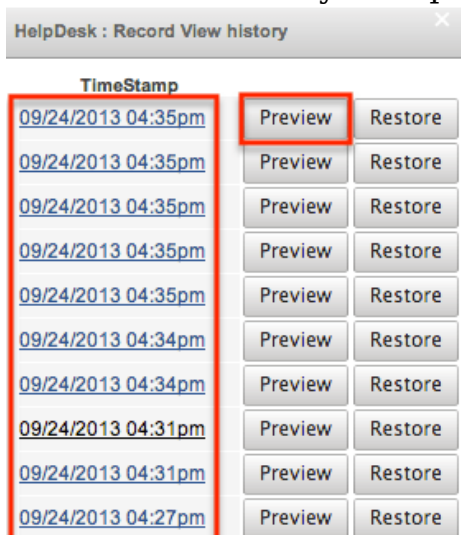 HelpDesk : Record View history
TimeStamp
09/24/2013 04:35pm Preview Restore
09/24/2013 04:35pm Preview Restore
09/24/2013 04:35pm Preview Restore
09/24/2013 04:35pm Preview Restore
09/24/2013 04:35pm Preview Restore
09/24/2013 04:34pm Preview Restore
09/24/2013 04:34pm Preview Restore
09/24/2013 04:31pm Preview Restore
09/24/2013 04:31pm Preview Restore
09/24/2013 04:27pm Preview Restore